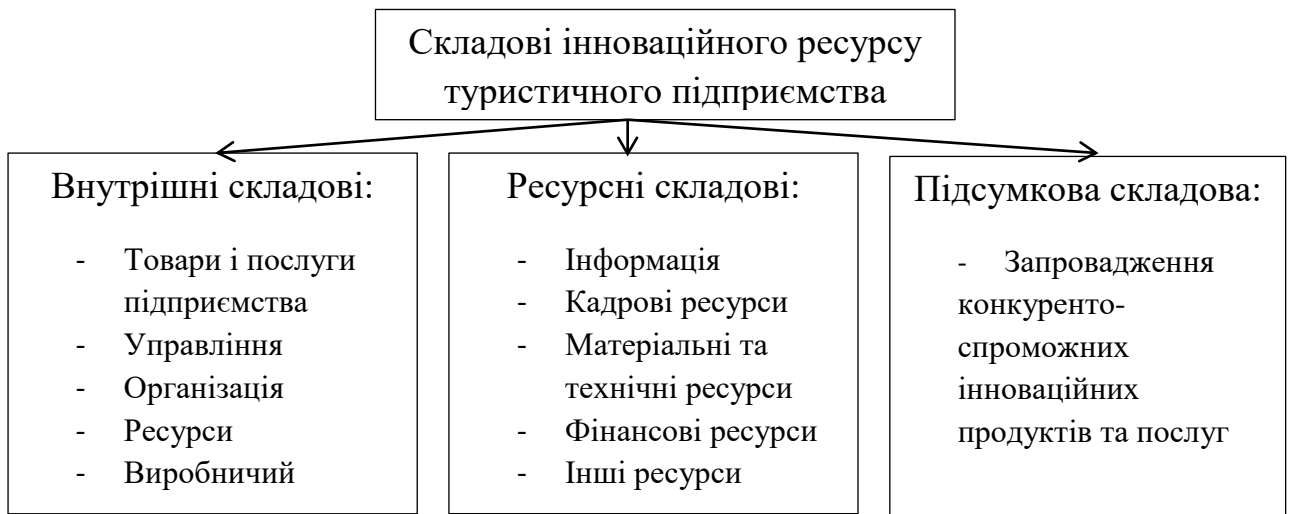 Складові інноваційного ресурсу
туристичного підприємства
Внутрішні складові:
- Товари і послуги
підприємства
- Управління
- Організація
- Ресурси
- Виробничий
Ресурсні складові:
- Інформація
- Кадрові ресурси
- Матеріальні та
технічні ресурси
- Фінансові ресурси
- Інші ресурси
Підсумкова складова:
- Запровадження
конкуренто-
спроможних
інноваційних
продуктів та послуг